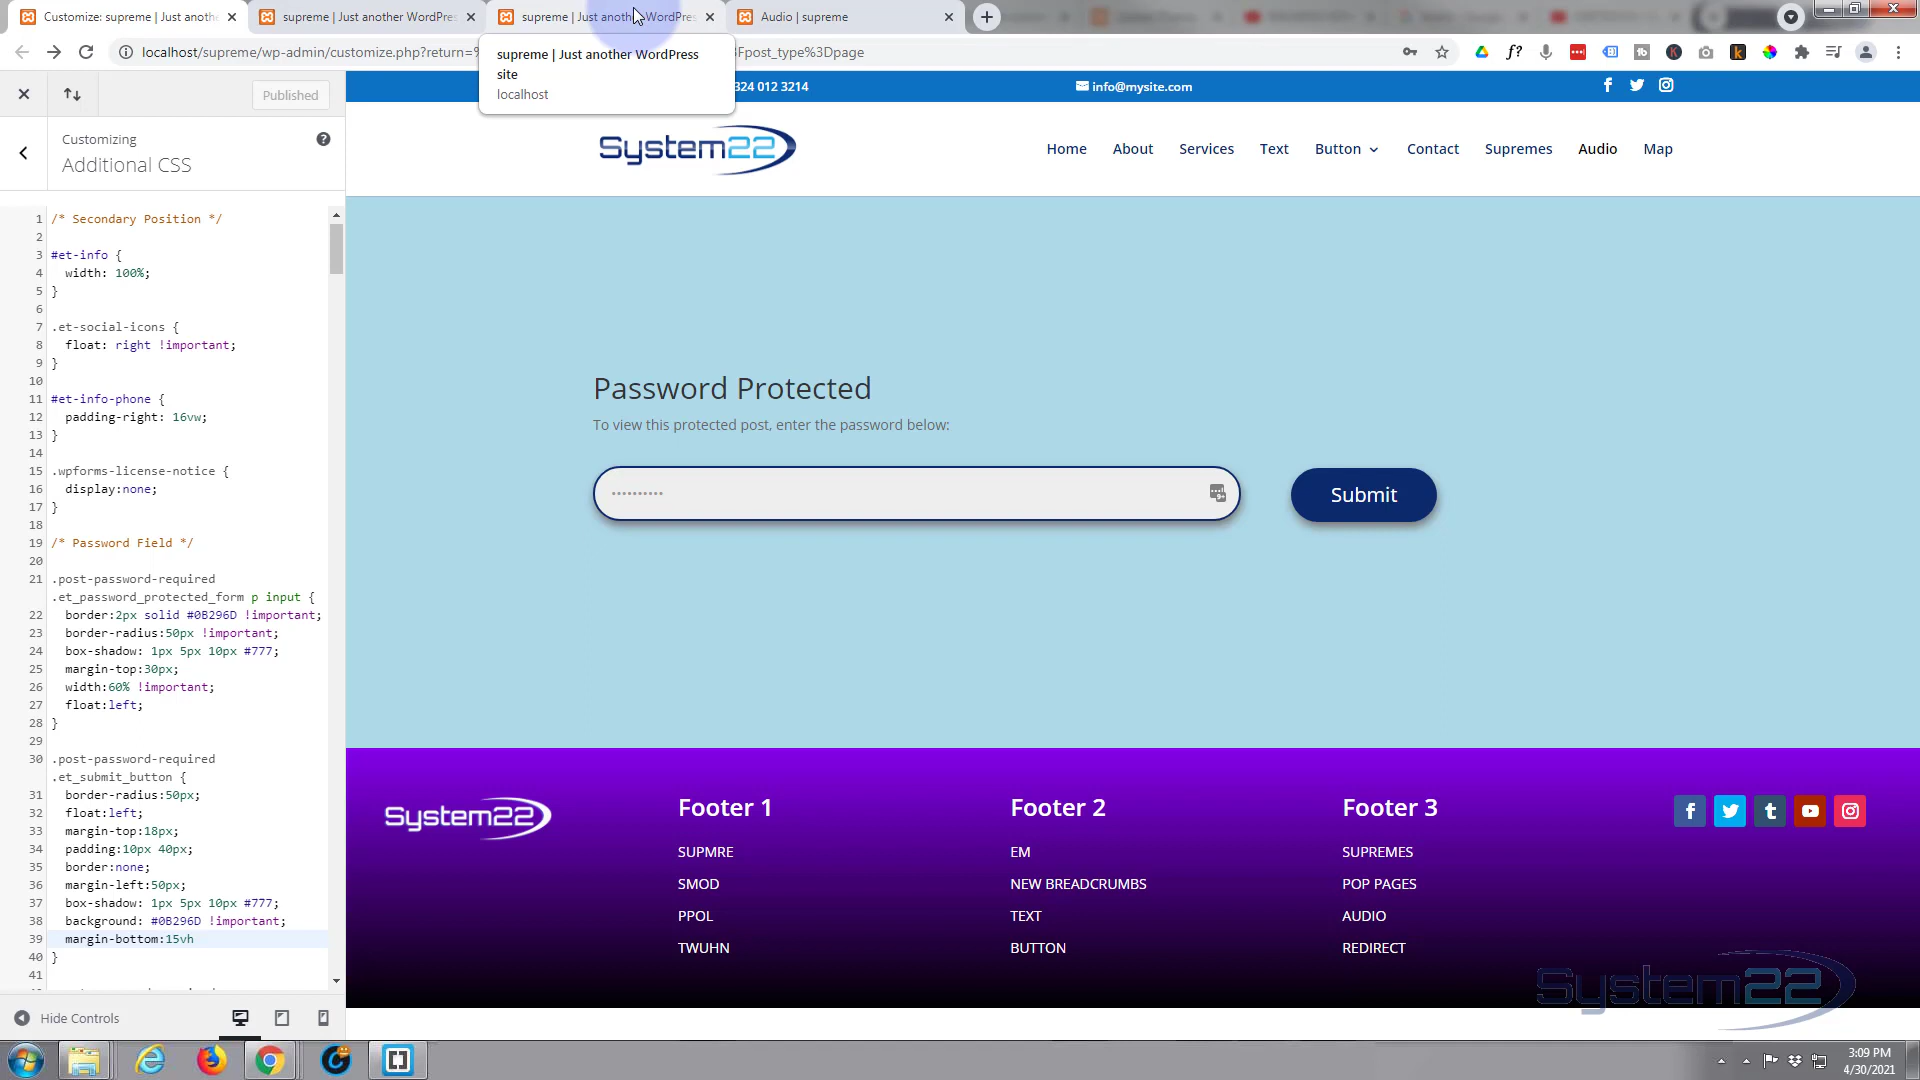 Customize: supreme | Just anoth
supreme | Just another WordPres
supreme | Just another WordPres
Audio | supreme
localhost/supreme/wp-admin/customize.php?return=%
Fpost_type%3Dpage
supreme | Just another WordPress
site
localhost
Published
324 012 3214
info@mysite.com
Customizing
Additional CSS
System22
Home
About
Services
Text
Button
Contact
Supremes
Audio
Map
1 /* Secondary Position */
2
3 #et-info {
4 width: 100%;
5 }
6
7 .et-social-icons {
8 float: right !important;
9 }
10
11 #et-info-phone {
12 padding-right: 16vw;
13 }
14
15 .wpforms-license-notice {
16 display:none;
17 }
18
19 /* Password Field */
20
21 .post-password-required
.et_password_protected_form p input {
22 border:2px solid #0B296D !important;
23 border-radius:50px !important;
24 box-shadow: 1px 5px 10px #777;
25 margin-top:30px;
26 width:60% !important;
27 float:left;
28 }
29
30 .post-password-required
.et_submit_button {
31 border-radius:50px;
32 float:left;
33 margin-top:18px;
34 padding:10px 40px;
35 border:none;
36 margin-left:50px;
37 box-shadow: 1px 5px 10px #777;
38 background: #0B296D !important;
39 margin-bottom:15vh
40 }
41
Password Protected
To view this protected post, enter the password below:
Submit
System22
Footer 1
SUPMRE
SMOD
PPOL
TWUHN
Footer 2
EM
NEW BREADCRUMBS
TEXT
BUTTON
Footer 3
SUPREMES
POP PAGES
AUDIO
REDIRECT
System22
Hide Controls
3:09 PM
4/30/2021